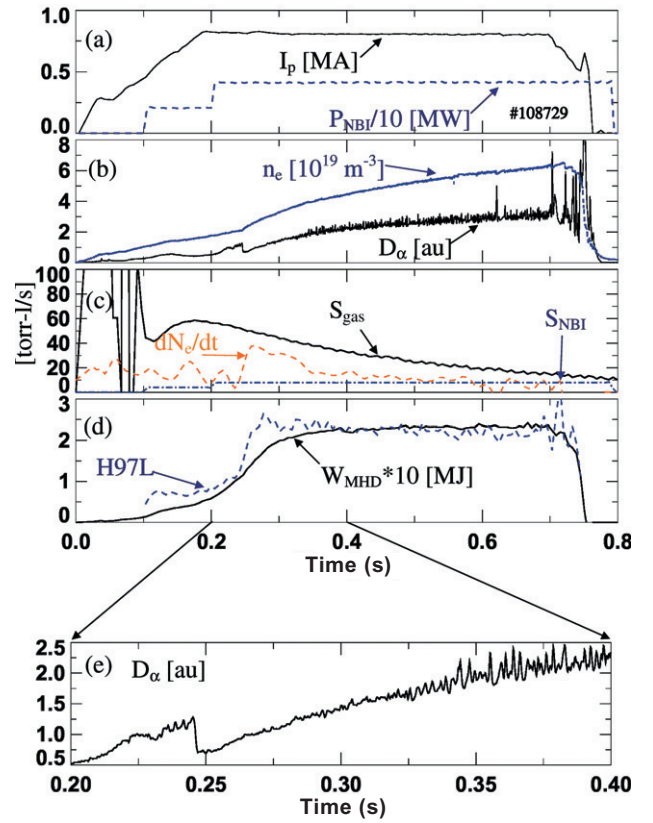 1.0
(a)
I_p [MA]
0.5
P_NBI/10 [MW]
#108729
0.0
(b)
n_e [10^19 m^-3]
6
4
2
D_α [au]
0
[torr-l/s]
100
(c)
80
S_gas
S_NBI
60
dN_e/dt
40
20
0
3
(d)
2
H97L
W_MHD*10 [MJ]
1
0
0.0 0.2 0.4 0.6 0.8
Time (s)
2.5
(e) D_α [au]
2.0
1.5
1.0
0.5
0.20 0.25 0.30 0.35 0.40
Time (s)